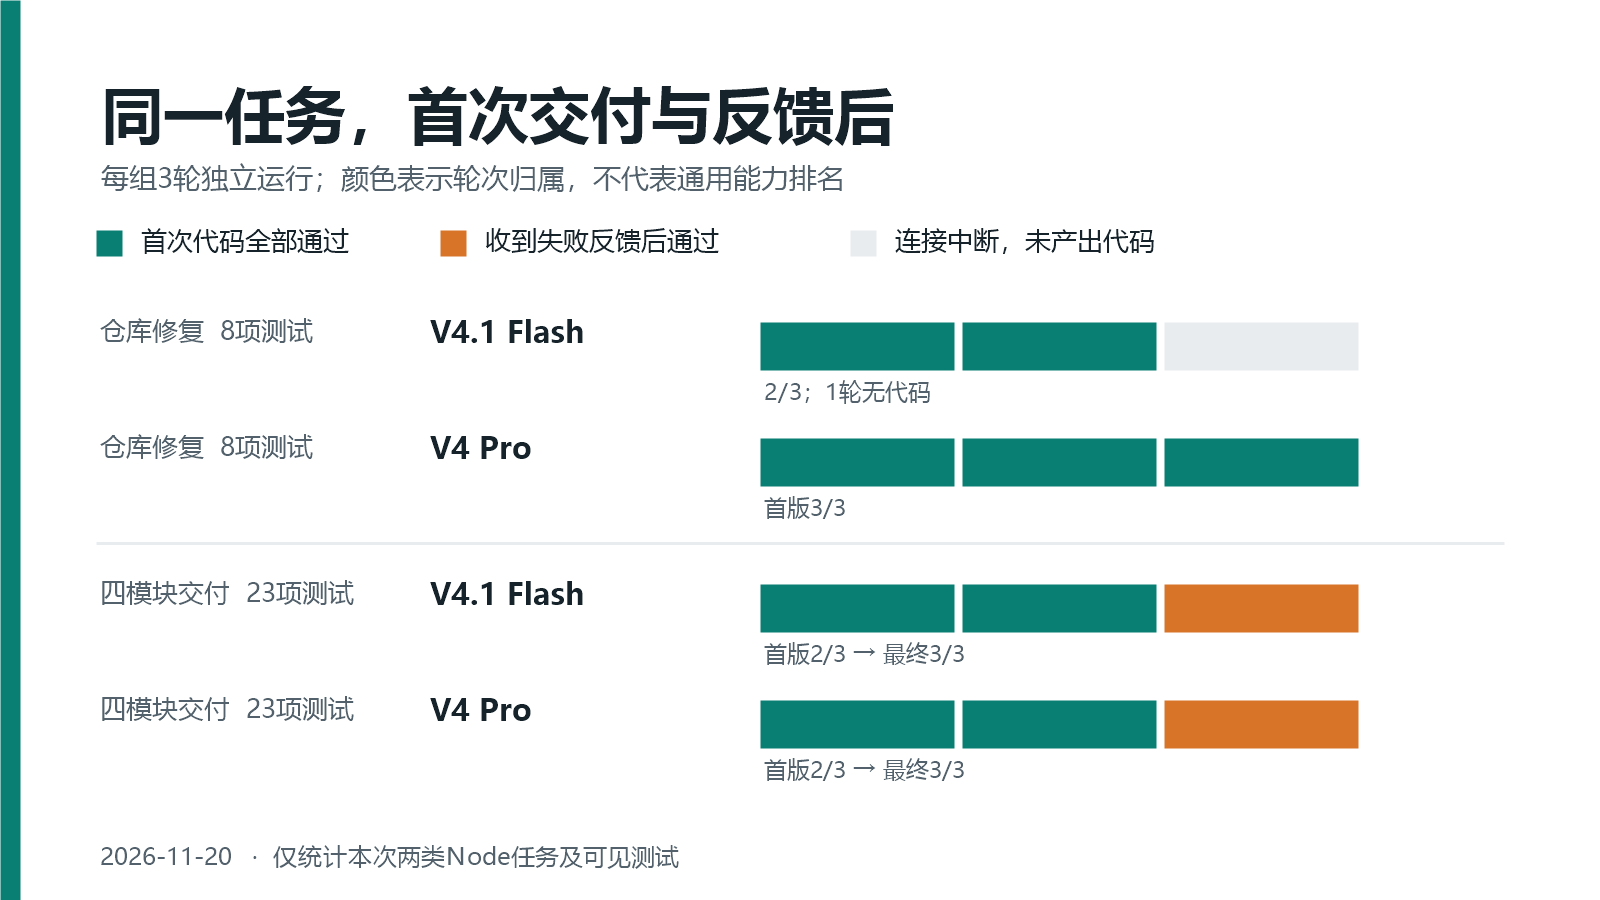 同一任务，首次交付与反馈后
每组3轮独立运行；颜色表示轮次归属，不代表通用能力排名
首次代码全部通过 收到失败反馈后通过 连接中断，未产出代码
仓库修复 8项测试 V4.1 Flash
2/3；1轮无代码
仓库修复 8项测试 V4 Pro
首版3/3
四模块交付 23项测试 V4.1 Flash
首版2/3 → 最终3/3
四模块交付 23项测试 V4 Pro
首版2/3 → 最终3/3
2026-11-20 · 仅统计本次两类Node任务及可见测试